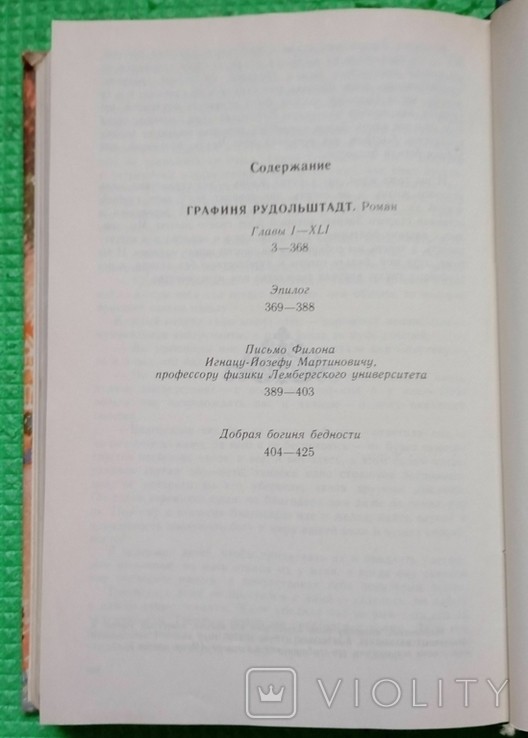 Содержание
ГРАФИНЯ РУДОЛЬШТАДТ. Роман
Главы I—XLI
3—368
Эпилог
369—388
Письмо Филона
Игнацу-Йозефу Мартиновичу,
профессору физики Лембергского университета
389—403
Добрая богиня бедности
404—425
VIOLITY